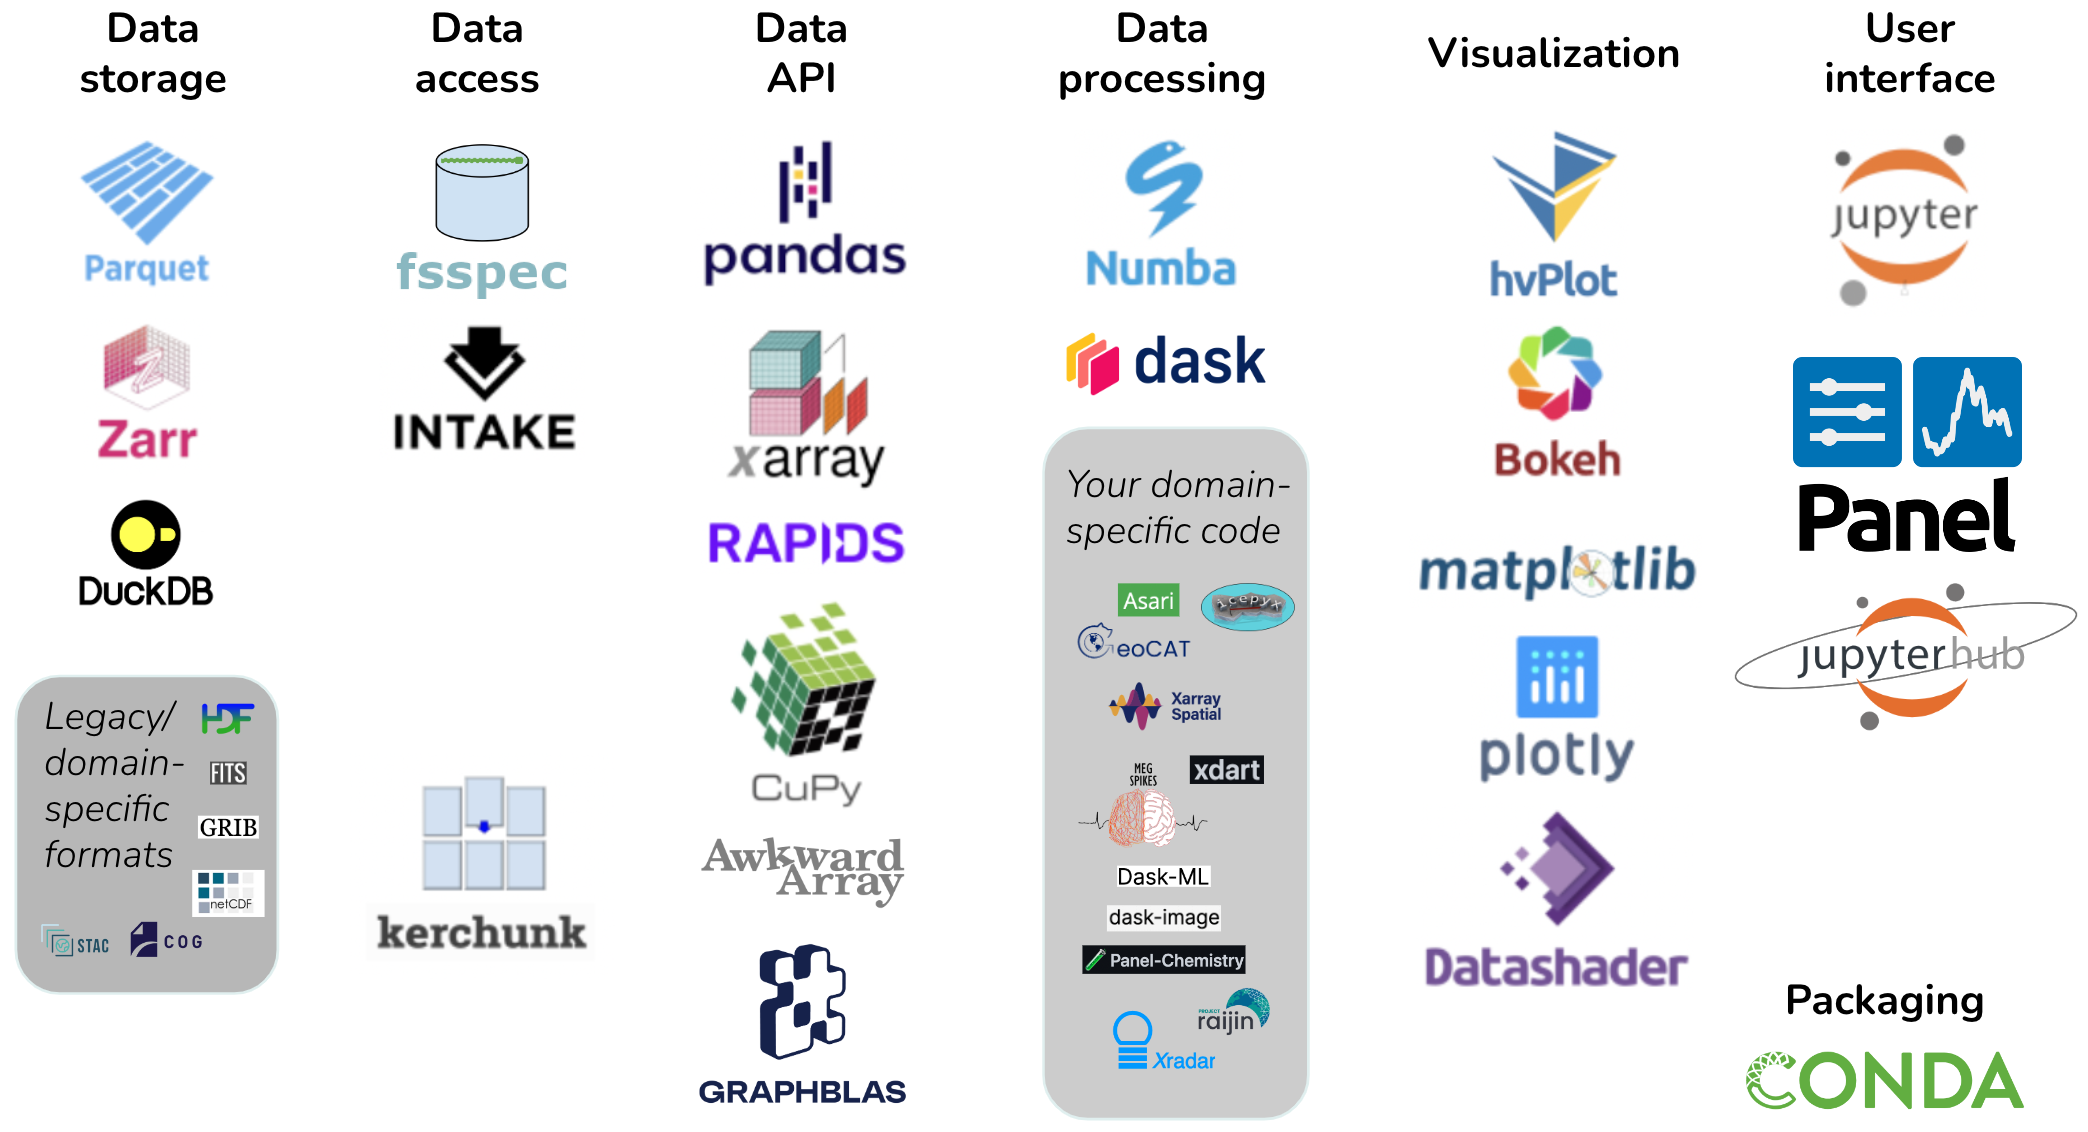 Data
storage
Parquet
Zarr
DuckDB
Legacy/
domain-
specific
formats
HDF
FITS
GRIB
netCDF
STAC
COG
Data
access
fsspec
INTAKE
kerchunk
Data
API
pandas
xarray
RAPIDS
CuPy
Awkward
Array
GRAPHBLAS
Data
processing
Numba
dask
Your domain-
specific code
Asari
icepyx
GeoCAT
Xarray
Spatial
MEG
SPIKES
xdart
Dask-ML
dask-image
Panel-Chemistry
PROJECT
raijin
Xradar
Visualization
hvPlot
Bokeh
matplotlib
plotly
Datashader
User
interface
jupyter
Panel
jupyterhub
Packaging
CONDA